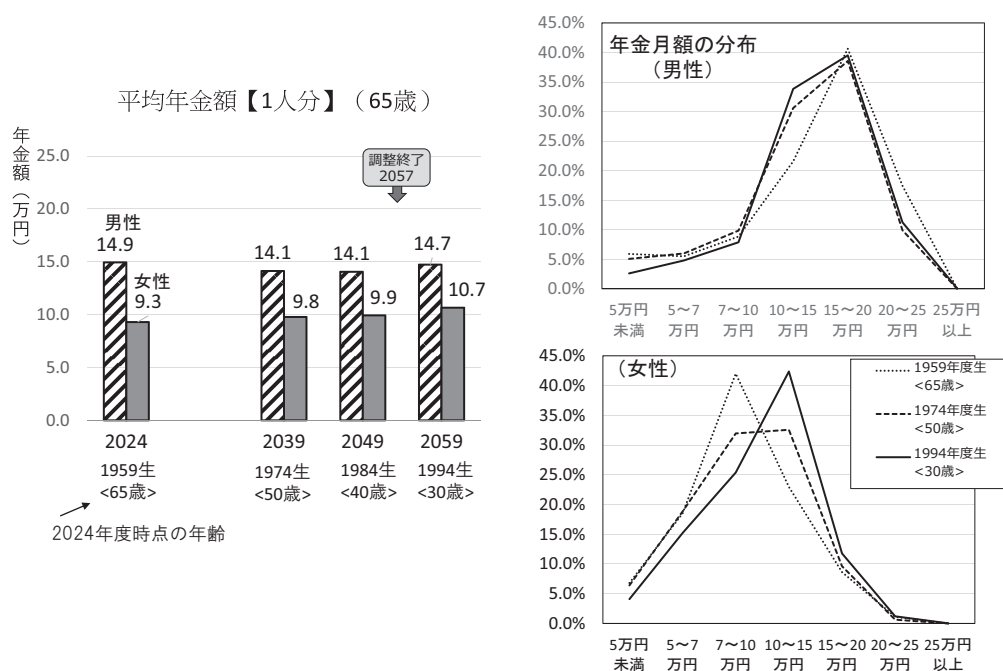 平均年金額【1人分】（65歳）
年金額（万円）
25.0
20.0
15.0
10.0
5.0
0.0
調整終了
2057
男性
14.9
女性
9.3
14.1
9.8
14.1
9.9
14.7
10.7
2024
2039
2049
2059
1959生
<65歳>
1974生
<50歳>
1984生
<40歳>
1994生
<30歳>
2024年度時点の年齢
年金月額の分布
（男性）
45.0%
40.0%
35.0%
30.0%
25.0%
20.0%
15.0%
10.0%
5.0%
0.0%
5万円
未満
5～7
万円
7～10
万円
10～15
万円
15～20
万円
20～25
万円
25万円
以上
（女性）
45.0%
40.0%
35.0%
30.0%
25.0%
20.0%
15.0%
10.0%
5.0%
0.0%
1959年度生
<65歳>
1974年度生
<50歳>
1994年度生
<30歳>
5万円
未満
5～7
万円
7～10
万円
10～15
万円
15～20
万円
20～25
万円
25万円
以上